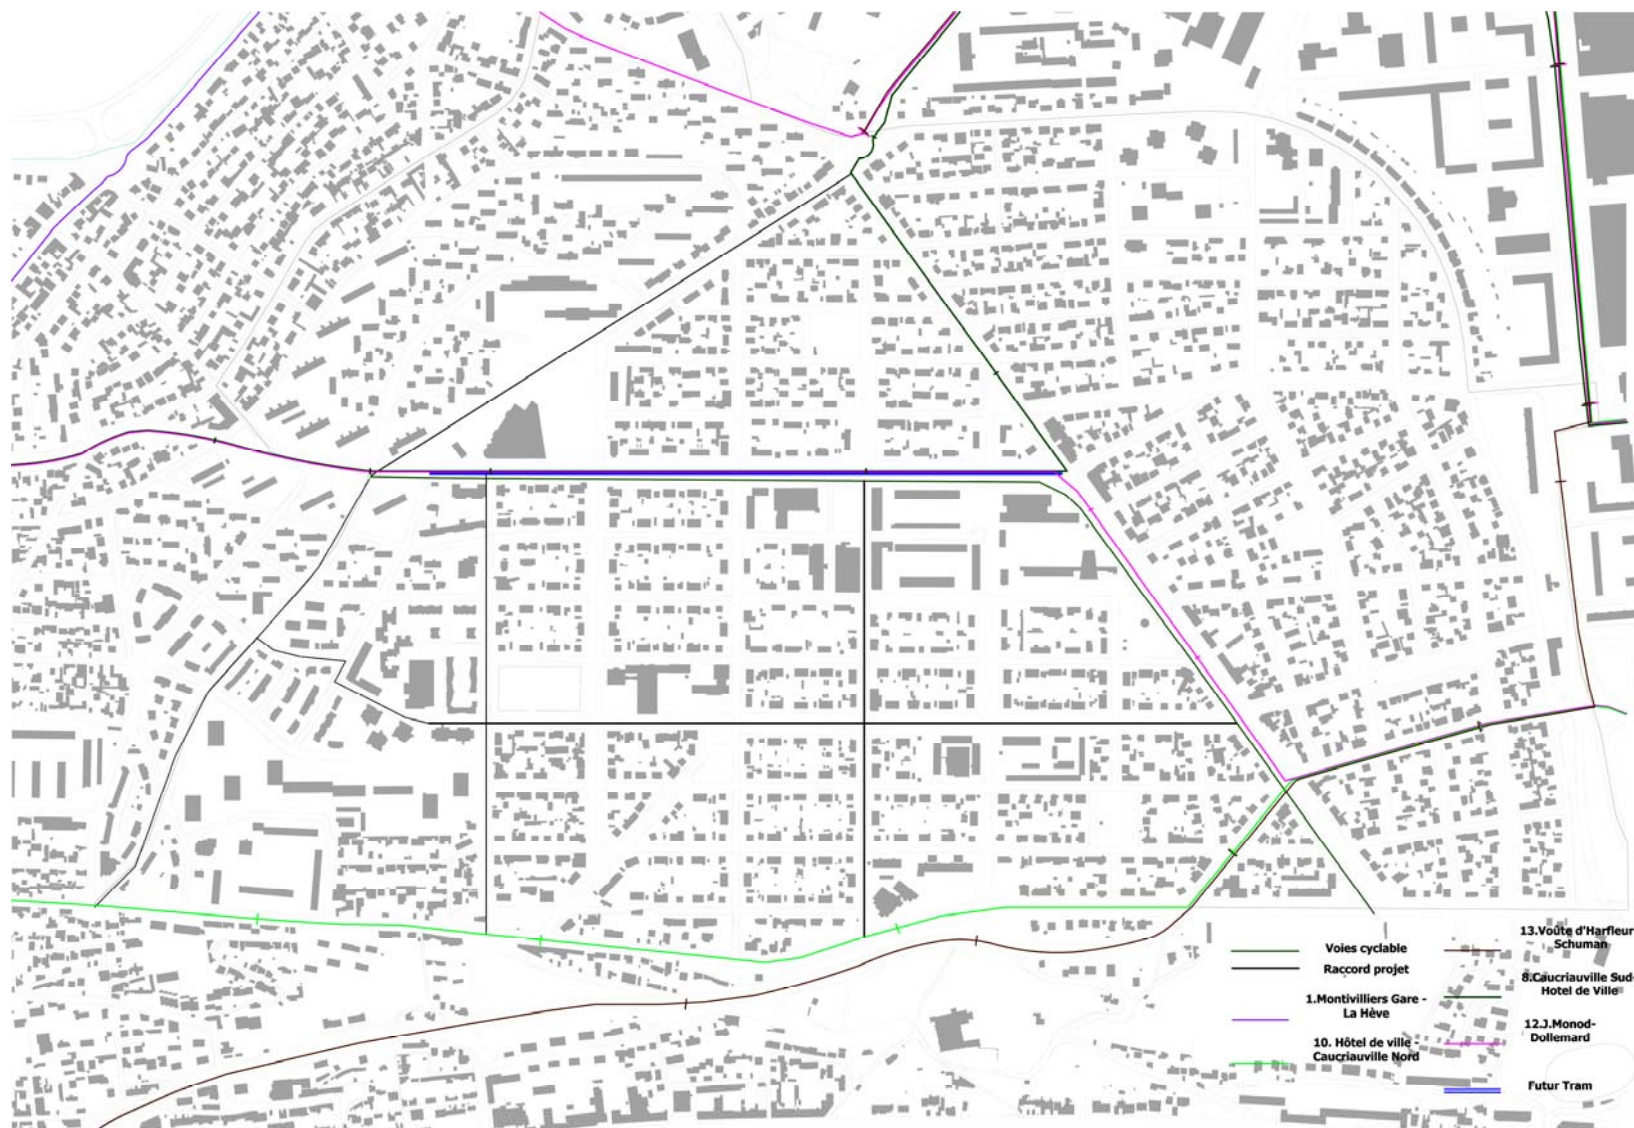 Voies cyclable
Raccord projet
1.Montivilliers Gare -
La Hève
10. Hôtel de ville -
Caucriauville Nord
13.Voûte d'Harfleur
Schuman
8.Caucriauville Sud-
Hotel de Ville
12.J.Monod-
Dollemard
Futur Tram